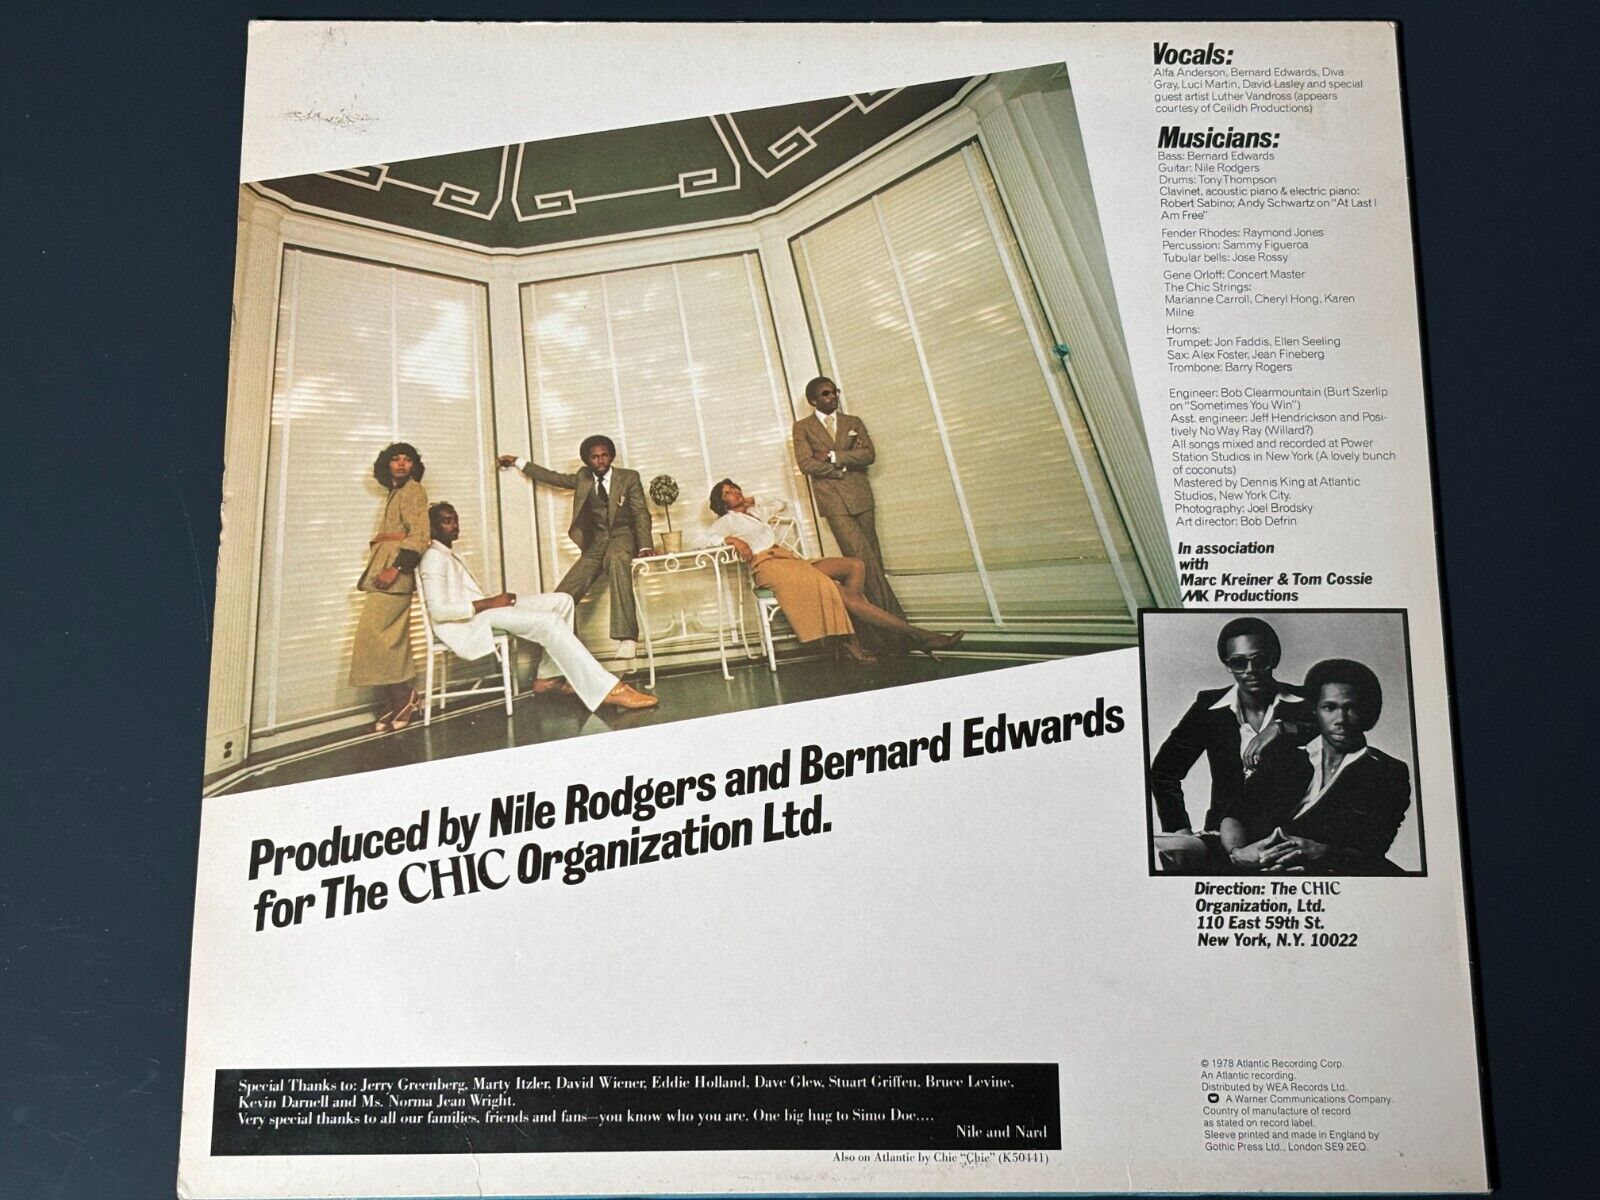 Vocals:
Alfa Anderson, Bernard Edwards, Diva
Gray, Luci Martin, David Lasley and special
guest artist Luther Vandross (appears
courtesy of Ceilidh Productions)
Musicians:
Bass: Bernard Edwards
Guitar: Nile Rodgers
Drums: Tony Thompson
Clavinet, acoustic piano & electric piano:
Robert Sabino; Andy Schwartz on "At Last I
Am Free"
Fender Rhodes: Raymond Jones
Percussion: Sammy Figueroa
Tubular bells: Jose Rossy
Gene Orloff: Concert Master
The Chic Strings:
Marianne Carroll, Cheryl Hong, Karen
Milne
Horns:
Trumpet: Jon Faddis, Ellen Seeling
Sax: Alex Foster, Jean Fineberg
Trombone: Barry Rogers
Engineer: Bob Clearmountain (Burt Szerlip
on "Sometimes You Win")
Asst. engineer: Jeff Hendrickson and Posi-
tively No Way Ray (Willard?)
All songs mixed and recorded at Power
Station Studios in New York (A lovely bunch
of coconuts)
Mastered by Dennis King at Atlantic
Studios, New York City.
Photography: Joel Brodsky
Art director: Bob Defrin
In association
with
Marc Kreiner & Tom Cossie
MK Productions
Produced by Nile Rodgers and Bernard Edwards
for The CHIC Organization Ltd.
Direction: The CHIC
Organization, Ltd.
110 East 59th St.
New York, N.Y. 10022
Special Thanks to: Jerry Greenberg, Marty Itzler, David Wiener, Eddie Holland, Dave Glew, Stuart Griffen, Bruce Levine,
Kevin Darnell and Ms. Norma Jean Wright.
Very special thanks to all our families, friends and fans—you know who you are. One big hug to Simo Doe....
Nile and Nard
Also on Atlantic by Chic "Chic" (K50441)
© 1978 Atlantic Recording Corp.
An Atlantic recording.
Distributed by WEA Records Ltd.
A Warner Communications Company.
Country of manufacture of record
as stated on record label.
Sleeve printed and made in England by
Gothic Press Ltd., London SE9 2EQ.